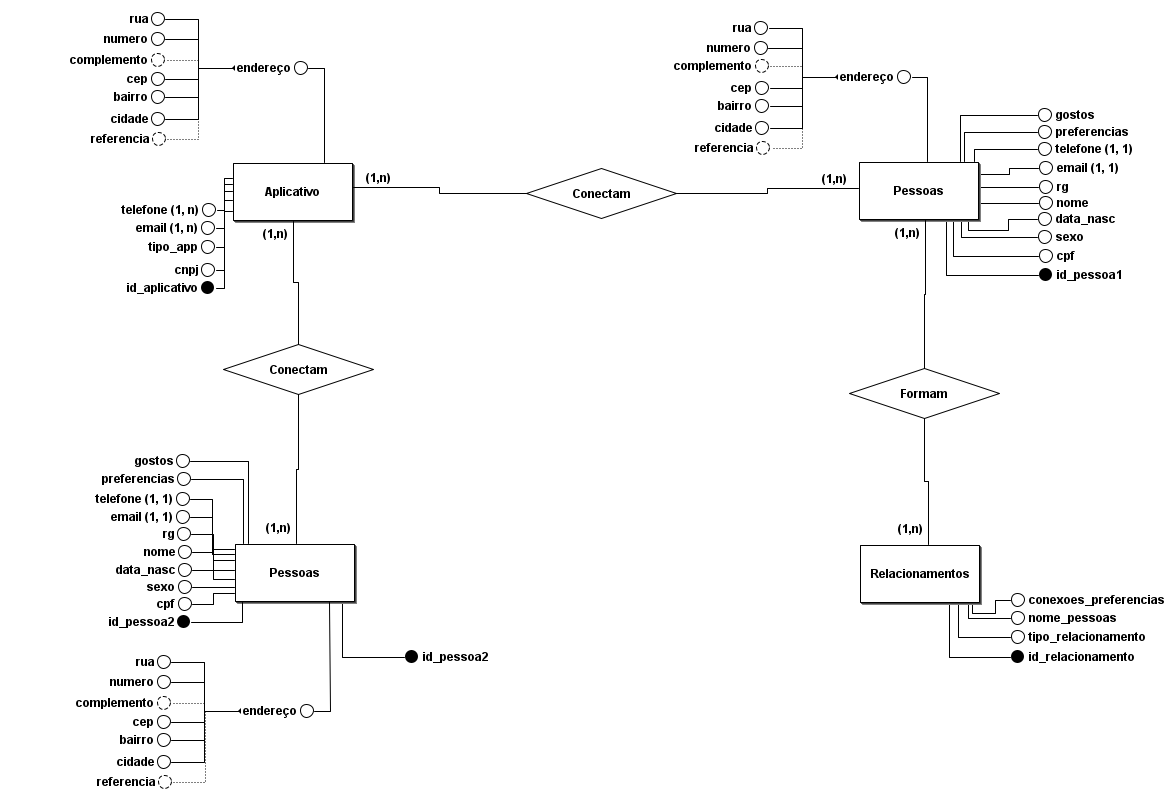 rua
numero
complemento
cep
bairro
cidade
referencia
endereço
Aplicativo
(1,n)
(1,n)
telefone (1, n)
email (1, n)
tipo_app
cnpj
id_aplicativo
Conectam
rua
numero
complemento
cep
bairro
cidade
referencia
endereço
(1,n)
Pessoas
(1,n)
gostos
preferencias
telefone (1, 1)
email (1, 1)
rg
nome
data_nasc
sexo
cpf
id_pessoa1
Conectam
Formam
gostos
preferencias
telefone (1, 1)
email (1, 1)
rg
nome
data_nasc
sexo
cpf
id_pessoa2
(1,n)
Pessoas
id_pessoa2
rua
numero
complemento
cep
bairro
cidade
referencia
endereço
(1,n)
Relacionamentos
conexoes_preferencias
nome_pessoas
tipo_relacionamento
id_relacionamento